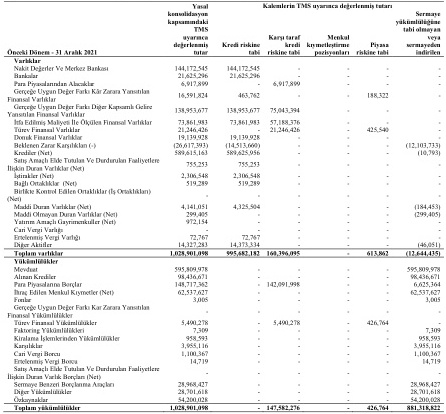 Kalemlerin TMS uyarınca değerlenmiş tutarı
Önceki Dönem - 31 Aralık 2021 | Yasal konsolidasyon kapsamındaki TMS uyarınca değerlenmiş tutar | Kredi riskine tabi | Karşı taraf kredi riskine tabi | Menkul kıymetleştirme pozisyonları | Piyasa riskine tabi | Sermaye yükümlülüğüne tabi olmayan veya sermayeden indirilen
Varlıklar
Nakit Değerler Ve Merkez Bankası 144,172,545 144,172,545 - - - -
Bankalar 21,625,296 21,625,296 - - - -
Para Piyasalarından Alacaklar 6,917,899 - 6,917,899 - - -
Gerçeğe Uygun Değer Farkı Kâr Zarara Yansıtılan
Finansal Varlıklar 16,591,824 463,762 - - 188,322 -
Gerçeğe Uygun Değer Farkı Diğer Kapsamlı Gelire
Yansıtılan Finansal Varlıklar 138,953,677 138,953,677 75,043,394 - - -
İtfa Edilmiş Maliyeti İle Ölçülen Finansal Varlıklar 73,861,983 73,861,983 57,188,376 - - -
Türev Finansal Varlıklar 21,246,426 - 21,246,426 - 425,540 -
Donuk Finansal Varlıklar 19,139,928 19,139,928 - - - -
Beklenen Zarar Karşılıkları (-) (26,617,393) (14,513,660) - - - (12,103,733)
Krediler (Net) 589,615,163 589,625,956 - - - (10,793)
Satış Amaçlı Elde Tutulan Ve Durdurulan Faaliyetlere
İlişkin Duran Varlıklar (Net) 755,253 755,253 - - - -
İştirakler (Net) 2,306,548 2,306,548 - - - -
Bağlı Ortaklıklar (Net) 519,289 519,289 - - - -
Birlikte Kontrol Edilen Ortaklıklar (İş Ortaklıkları)
(Net) - - - - - -
Maddi Duran Varlıklar (Net) 4,141,051 4,325,504 - - - (184,453)
Maddi Olmayan Duran Varlıklar (Net) 299,405 - - - - (299,405)
Yatırım Amaçlı Gayrimenkuller (Net) 972,154 - - - - -
Cari Vergi Varlığı - - - - - -
Ertelenmiş Vergi Varlığı 72,767 72,767 - - - -
Diğer Aktifler 14,327,283 14,373,334 - - - (46,051)
Toplam varlıklar 1,028,901,098 995,682,182 160,396,095 - 613,862 (12,644,435)
Yükümlülükler
Mevduat 595,809,978 - - - - 595,809,978
Alınan Krediler 98,436,671 - - - - 98,436,671
Para Piyasalarına Borçlar 148,717,362 - 142,091,998 - - 6,625,364
İhraç Edilen Menkul Kıymetler (Net) 62,537,627 - - - - 62,537,627
Fonlar 3,005 - - - - 3,005
Gerçeğe Uygun Değer Farkı Kar Zarara Yansıtılan
Finansal Yükümlülükler - - - - - -
Türev Finansal Yükümlülükler 5,490,278 - 5,490,278 - 426,764 -
Faktoring Yükümlülükleri 7,309 - - - - 7,309
Kiralama İşlemlerinden Yükümlülükler 958,593 - - - - 958,593
Karşılıklar 3,955,116 - - - - 3,955,116
Cari Vergi Borcu 1,100,367 - - - - 1,100,367
Ertelenmiş Vergi Borcu 14,719 - - - - 14,719
Satış Amaçlı Elde Tutulan Ve Durdurulan Faaliyetlere
İlişkin Duran Varlık Borçları (Net) - - - - - -
Sermaye Benzeri Borçlanma Araçları 28,968,427 - - - - 28,968,427
Diğer Yükümlülükler 28,701,618 - - - - 28,701,618
Özkaynaklar 54,200,028 - - - - 54,200,028
Toplam yükümlülükler 1,028,901,098 - 147,582,276 - 426,764 881,318,822